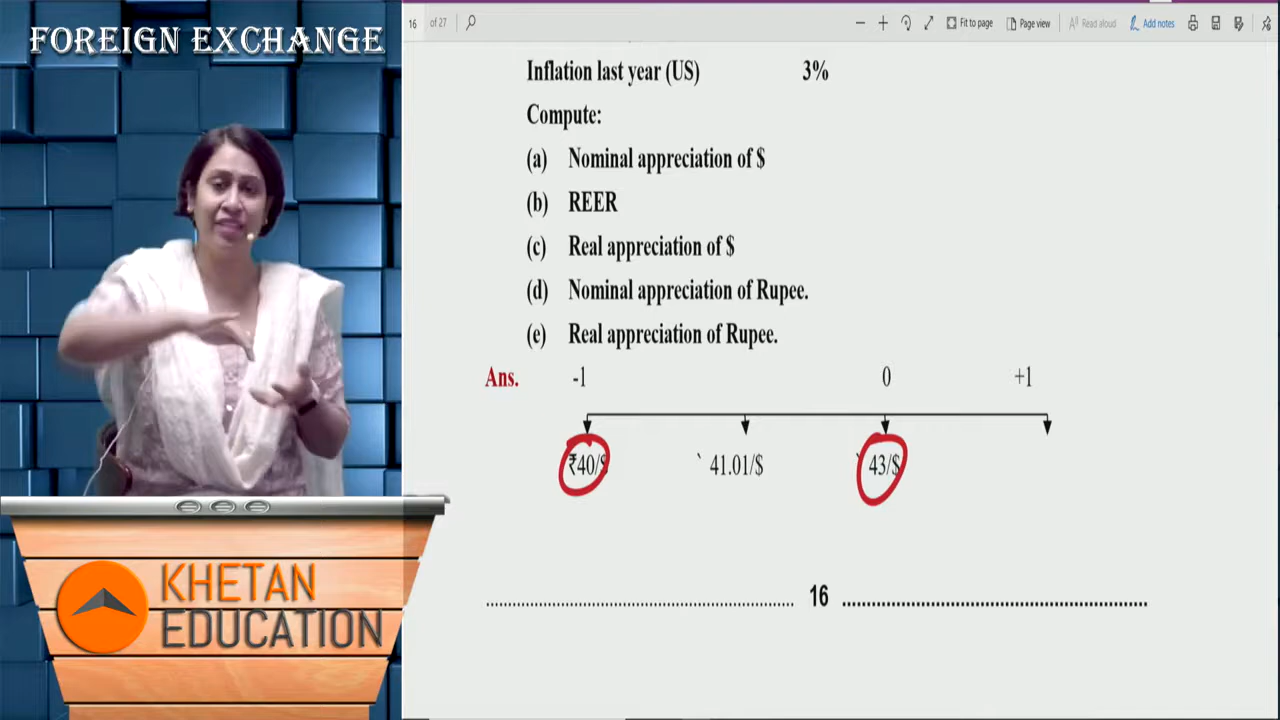 FOREIGN EXCHANGE
16 of 27
Fit to page
Page view
Read aloud
Add notes
Inflation last year (US) 3%
Compute:
(a) Nominal appreciation of $
(b) REER
(c) Real appreciation of $
(d) Nominal appreciation of Rupee.
(e) Real appreciation of Rupee.
Ans. -1 0 +1
₹40/$ ` 41.01/$ ` 43/$
16
KHETAN
EDUCATION